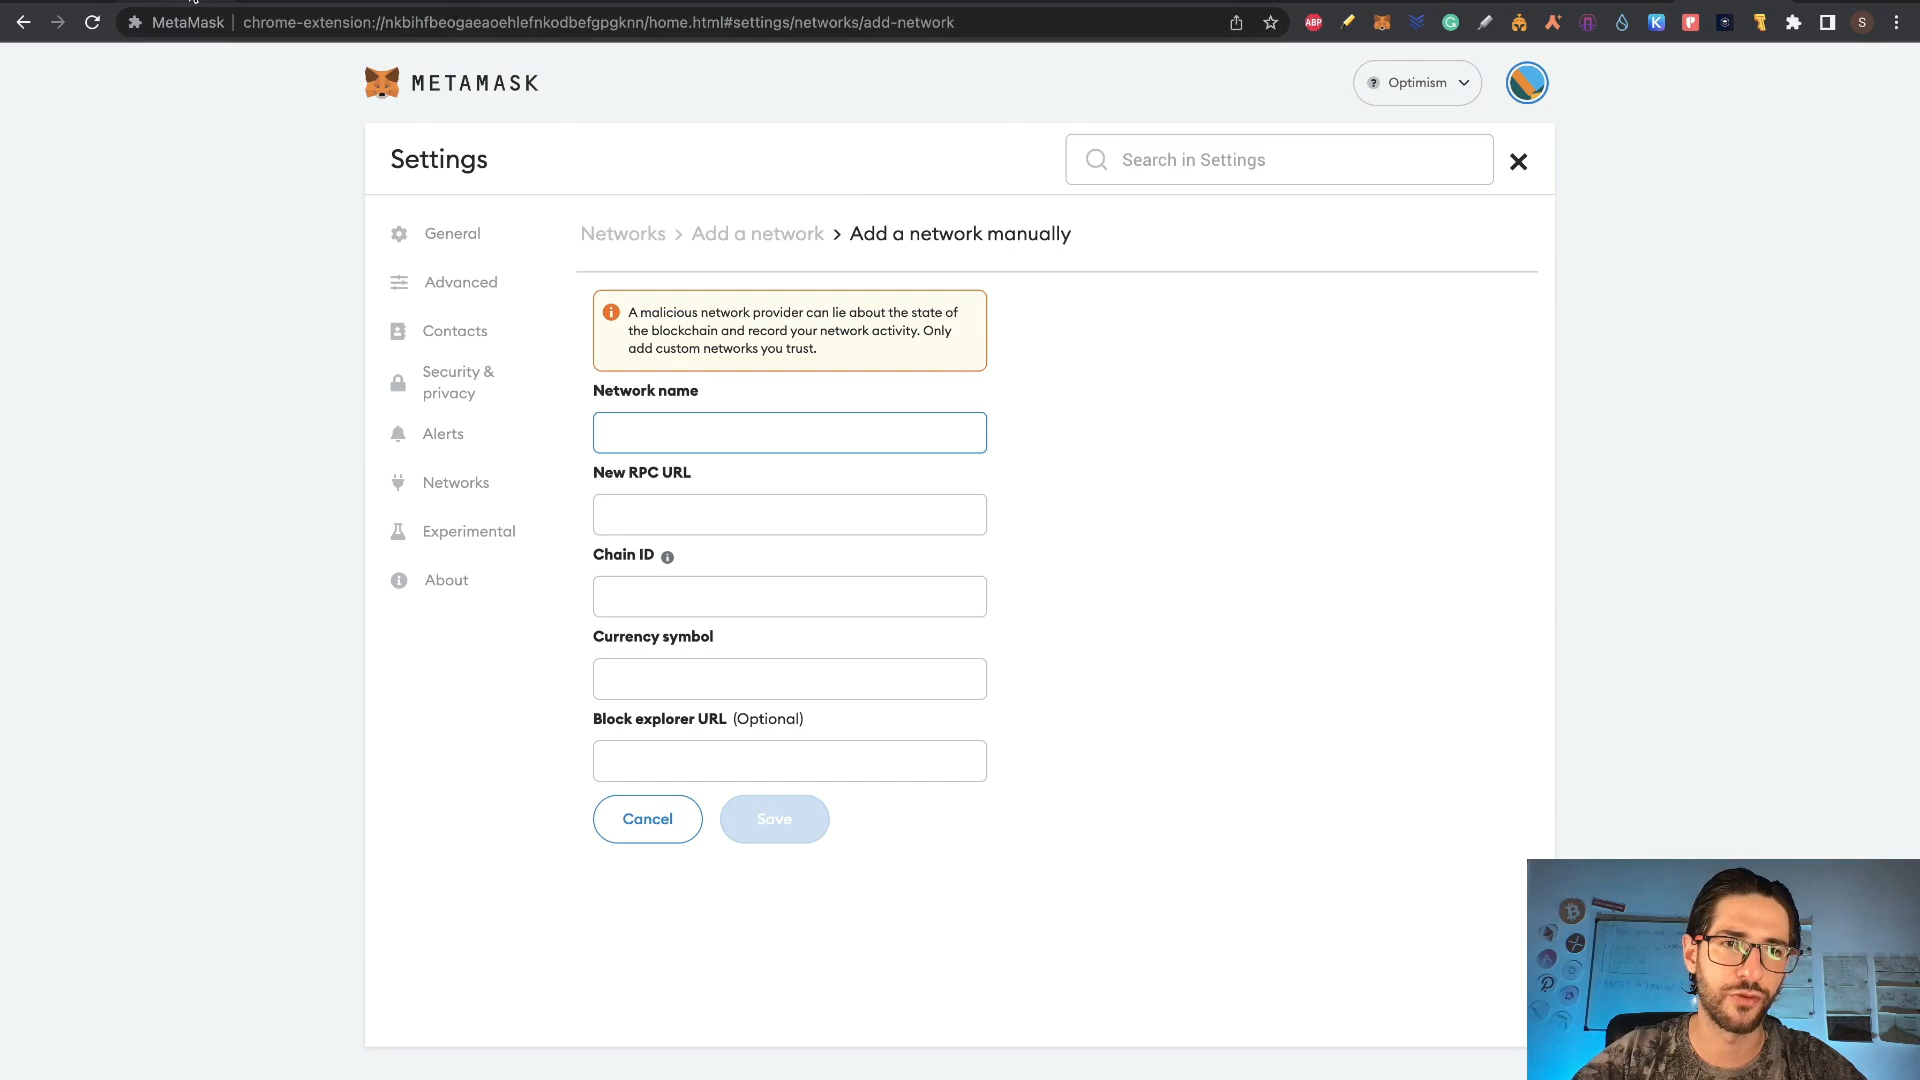 MetaMask
chrome-extension://nkbihfbeogaeaoehlefnkodbefgpgknn/home.html#settings/networks/add-network
ABP
S
METAMASK
? Optimism
Settings
Search in Settings
General
Networks > Add a network > Add a network manually
Advanced
A malicious network provider can lie about the state of
the blockchain and record your network activity. Only
add custom networks you trust.
Contacts
Security &
privacy
Network name
Alerts
New RPC URL
Networks
Experimental
Chain ID
About
Currency symbol
Block explorer URL (Optional)
Cancel
Save